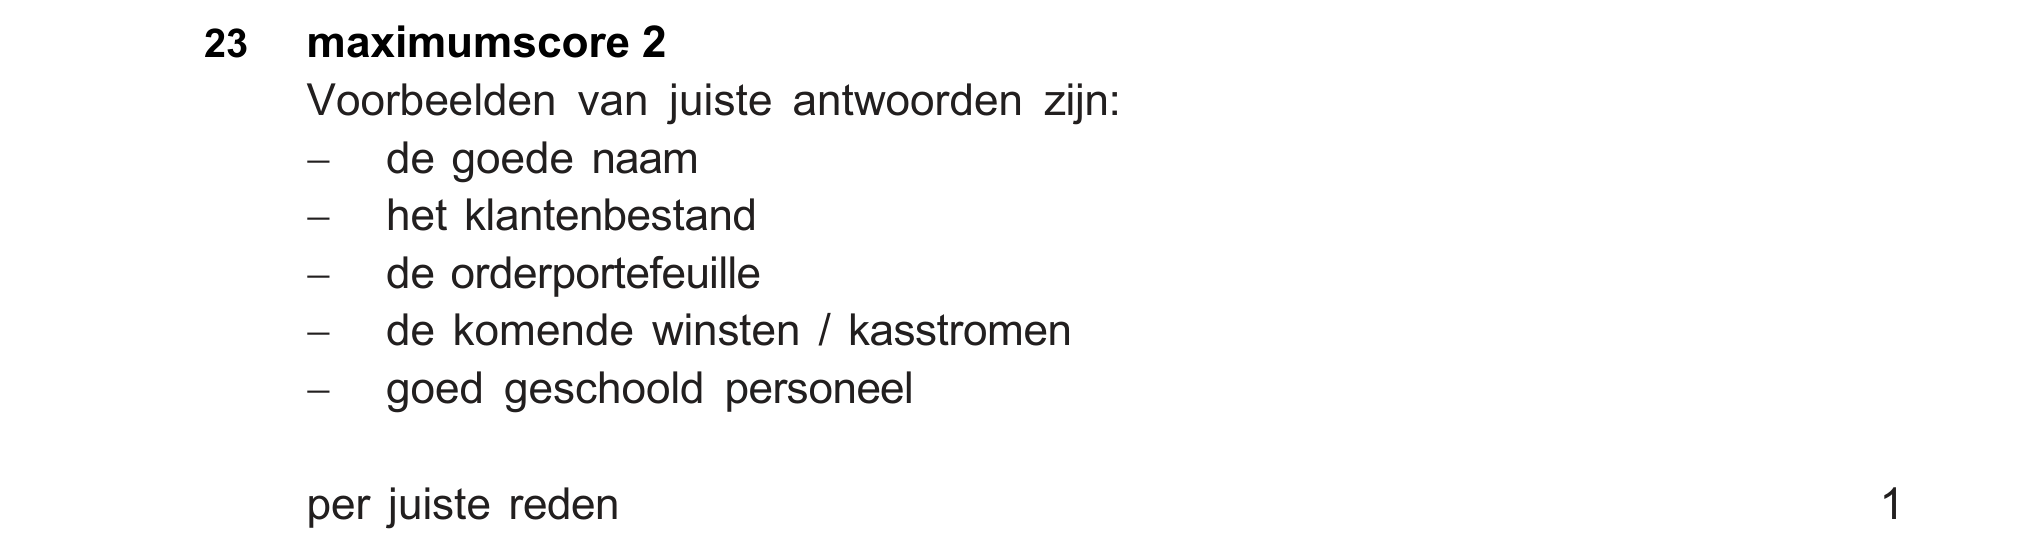 23 maximumscore 2
Voorbeelden van juiste antwoorden zijn:
– de goede naam
– het klantenbestand
– de orderportefeuille
– de komende winsten / kasstromen
– goed geschoold personeel
per juiste reden 1